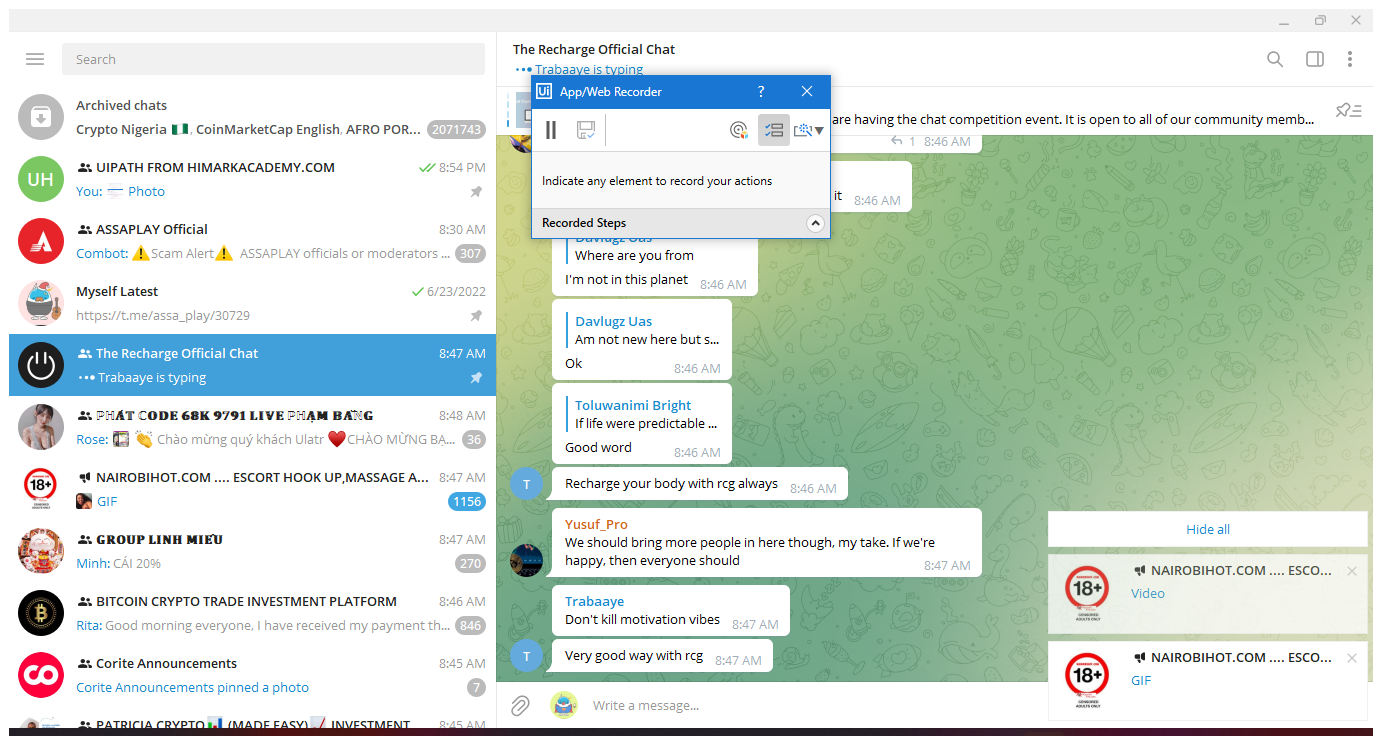 Search
Archived chats
Crypto Nigeria 🇳🇬, CoinMarketCap English, AFRO POR...
2071743
UH
UIPATH FROM HIMARKACADEMY.COM
8:54 PM
You: Photo
ASSAPLAY Official
8:30 AM
Combot: ⚠️Scam Alert⚠️ ASSAPLAY officials or moderators ...
307
Myself Latest
6/23/2022
https://t.me/assa_play/30729
The Recharge Official Chat
8:47 AM
Trabaaye is typing
ℙℍÁT ℂODE 68K 9791 LIVE ℙℍẠM BẰNG
8:48 AM
Rose: 🎰 👏 Chào mừng quý khách Ulatr ♥️CHÀO MỪNG BẠ...
36
18+
NAIROBIHOT.COM .... ESCORT HOOK UP,MASSAGE A...
8:47 AM
GIF
1156
GROUP LINH MIÊU
8:47 AM
Minh: CÁI 20%
270
BITCOIN CRYPTO TRADE INVESTMENT PLATFORM
8:46 AM
Rita: Good morning everyone, I have received my payment th...
846
Corite Announcements
8:45 AM
Corite Announcements pinned a photo
7
PATRICIA CRYPTO📊(MADE EASY)📈 INVESTMENT
8:45 AM
The Recharge Official Chat
Trabaaye is typing
are having the chat competition event. It is open to all of our community memb...
Ui App/Web Recorder
?
Indicate any element to record your actions
Recorded Steps
1 8:46 AM
it 8:46 AM
Davlugz Uas
Where are you from
I'm not in this planet 8:46 AM
Davlugz Uas
Am not new here but s...
Ok
8:46 AM
Toluwanimi Bright
If life were predictable ...
Good word
8:46 AM
T
Recharge your body with rcg always 8:46 AM
Yusuf_Pro
We should bring more people in here though, my take. If we're
happy, then everyone should
8:47 AM
Trabaaye
Don't kill motivation vibes 8:47 AM
T
Very good way with rcg 8:47 AM
Write a message...
Hide all
18+
CENSORED
ADULTS ONLY
NAIROBIHOT.COM .... ESCO...
Video
18+
CENSORED
ADULTS ONLY
NAIROBIHOT.COM .... ESCO...
GIF